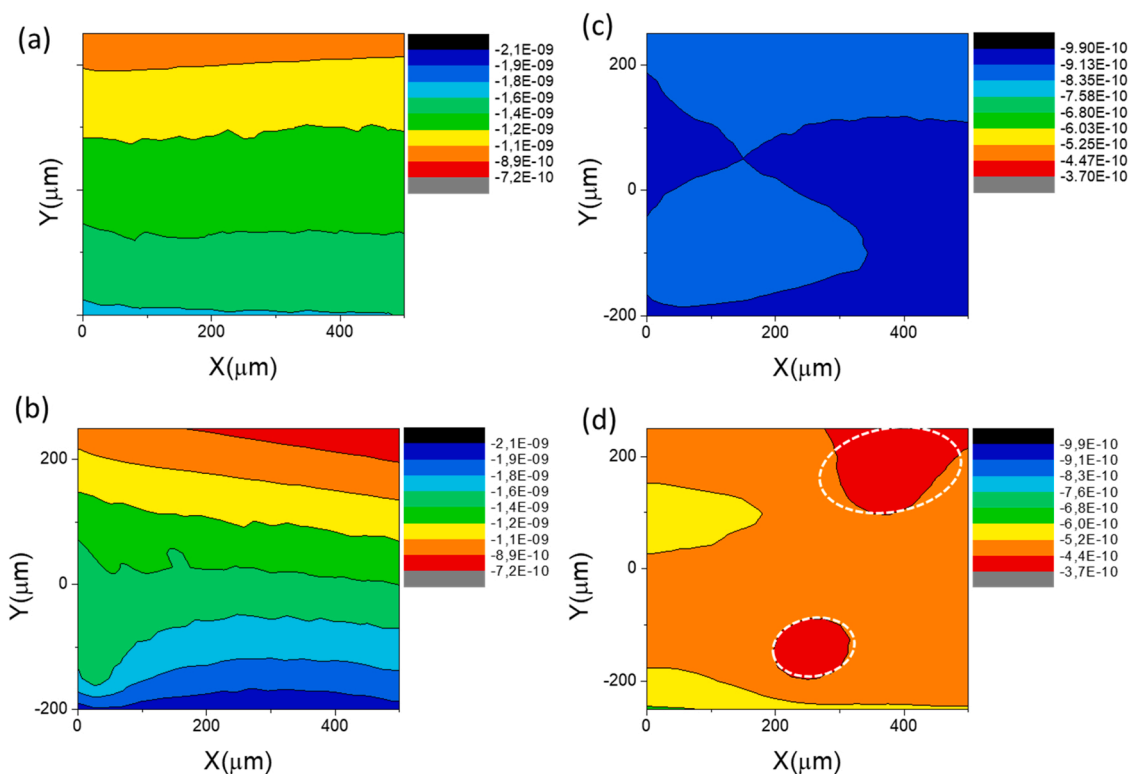 (a)
-2,1E-09
-1,9E-09
-1,8E-09
-1,6E-09
-1,4E-09
-1,2E-09
-1,1E-09
-8,9E-10
-7,2E-10
Y(μm)
0
200
400
X(μm)
(c)
-9.90E-10
-9.13E-10
-8.35E-10
-7.58E-10
-6.80E-10
-6.03E-10
-5.25E-10
-4.47E-10
-3.70E-10
200
0
-200
Y(μm)
0
200
400
X(μm)
(b)
-2,1E-09
-1,9E-09
-1,8E-09
-1,6E-09
-1,4E-09
-1,2E-09
-1,1E-09
-8,9E-10
-7,2E-10
200
0
-200
Y(μm)
0
200
400
X(μm)
(d)
-9,9E-10
-9,1E-10
-8,3E-10
-7,6E-10
-6,8E-10
-6,0E-10
-5,2E-10
-4,4E-10
-3,7E-10
200
0
-200
Y(μm)
0
200
400
X(μm)